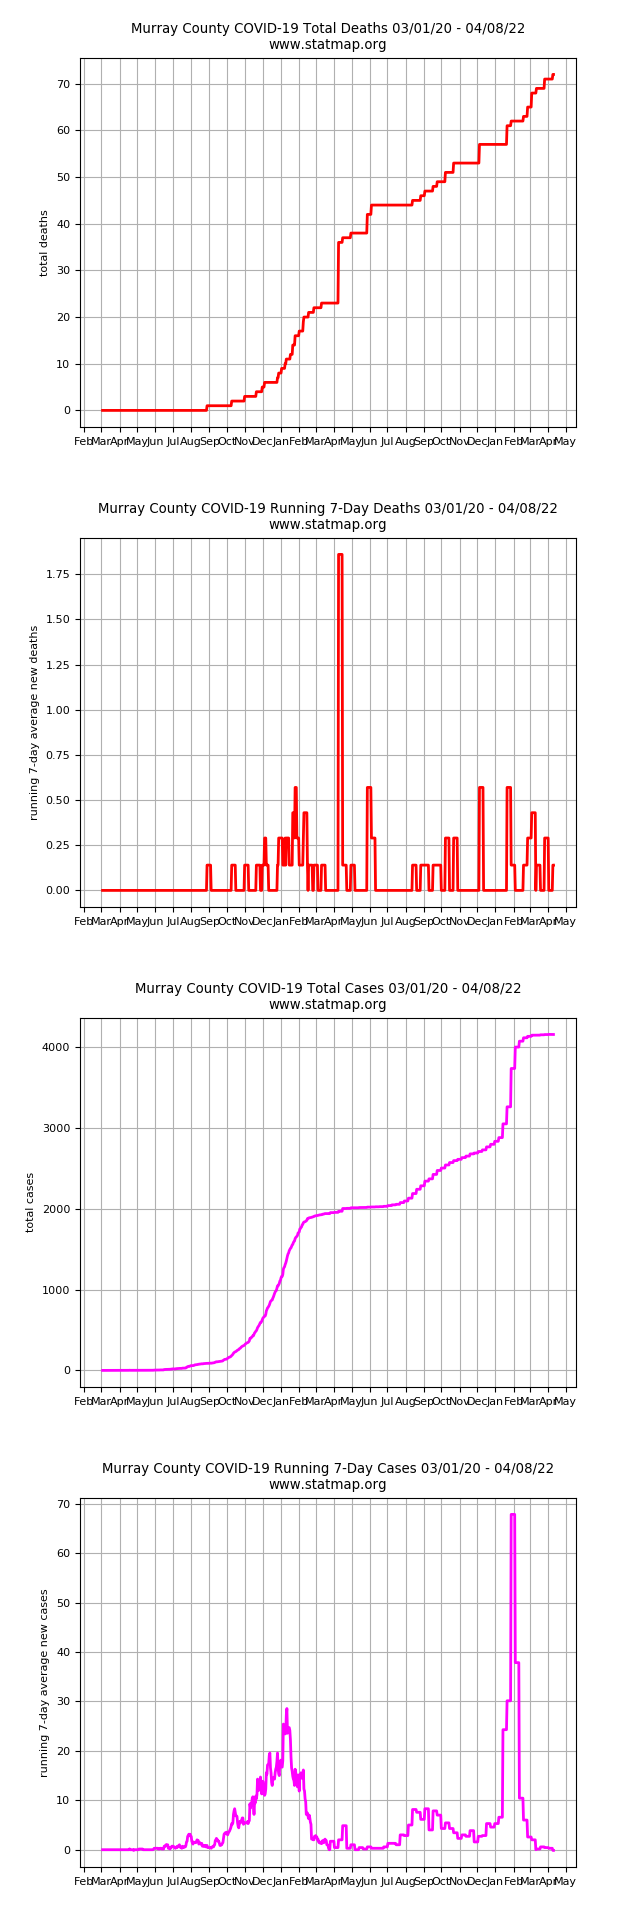 Murray County COVID-19 Total Deaths 03/01/20 - 04/08/22
www.statmap.org
70
60
50
40
30
20
10
0
total deaths
Feb Mar Apr May Jun Jul Aug Sep Oct Nov Dec Jan Feb Mar Apr May Jun Jul Aug Sep Oct Nov Dec Jan Feb Mar Apr May
Murray County COVID-19 Running 7-Day Deaths 03/01/20 - 04/08/22
www.statmap.org
1.75
1.50
1.25
1.00
0.75
0.50
0.25
0.00
running 7-day average new deaths
Feb Mar Apr May Jun Jul Aug Sep Oct Nov Dec Jan Feb Mar Apr May Jun Jul Aug Sep Oct Nov Dec Jan Feb Mar Apr May
Murray County COVID-19 Total Cases 03/01/20 - 04/08/22
www.statmap.org
4000
3000
2000
1000
0
total cases
Feb Mar Apr May Jun Jul Aug Sep Oct Nov Dec Jan Feb Mar Apr May Jun Jul Aug Sep Oct Nov Dec Jan Feb Mar Apr May
Murray County COVID-19 Running 7-Day Cases 03/01/20 - 04/08/22
www.statmap.org
70
60
50
40
30
20
10
0
running 7-day average new cases
Feb Mar Apr May Jun Jul Aug Sep Oct Nov Dec Jan Feb Mar Apr May Jun Jul Aug Sep Oct Nov Dec Jan Feb Mar Apr May